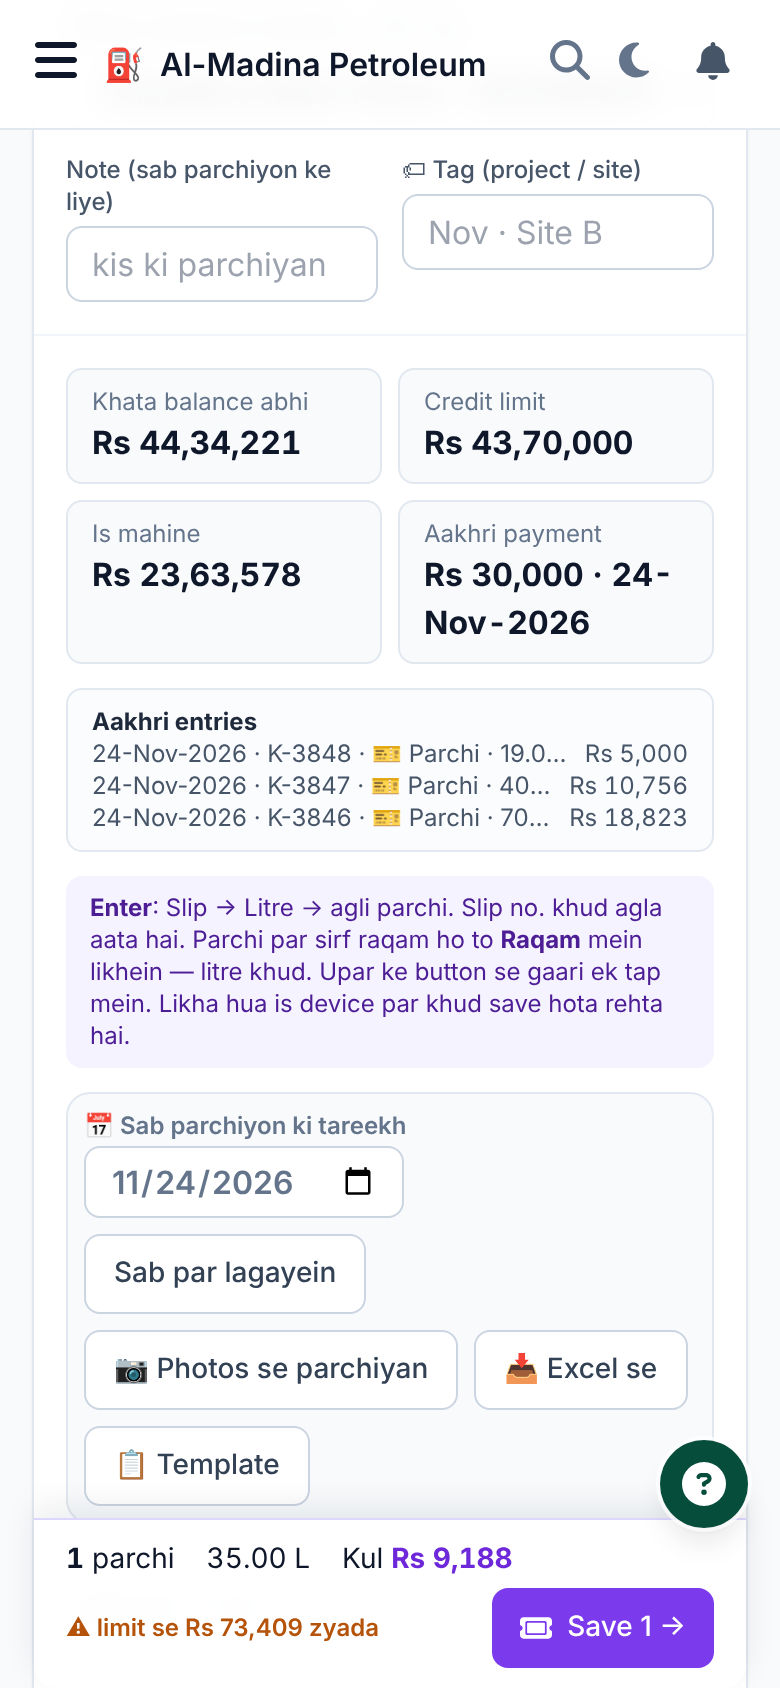 Al-Madina Petroleum
Note (sab parchiyon ke
liye)
kis ki parchiyan
🏷 Tag (project / site)
Nov · Site B
Khata balance abhi
Rs 44,34,221
Credit limit
Rs 43,70,000
Is mahine
Rs 23,63,578
Aakhri payment
Rs 30,000 · 24-
Nov-2026
Aakhri entries
24-Nov-2026 · K-3848 · 🎫 Parchi · 19.0... Rs 5,000
24-Nov-2026 · K-3847 · 🎫 Parchi · 40... Rs 10,756
24-Nov-2026 · K-3846 · 🎫 Parchi · 70... Rs 18,823
Enter: Slip → Litre → agli parchi. Slip no. khud agla
aata hai. Parchi par sirf raqam ho to Raqam mein
likhein — litre khud. Upar ke button se gaari ek tap
mein. Likha hua is device par khud save hota rehta
hai.
📅 Sab parchiyon ki tareekh
11/24/2026
Sab par lagayein
📷 Photos se parchiyan
📥 Excel se
📋 Template
?
1 parchi 35.00 L Kul Rs 9,188
⚠ limit se Rs 73,409 zyada
Save 1 →